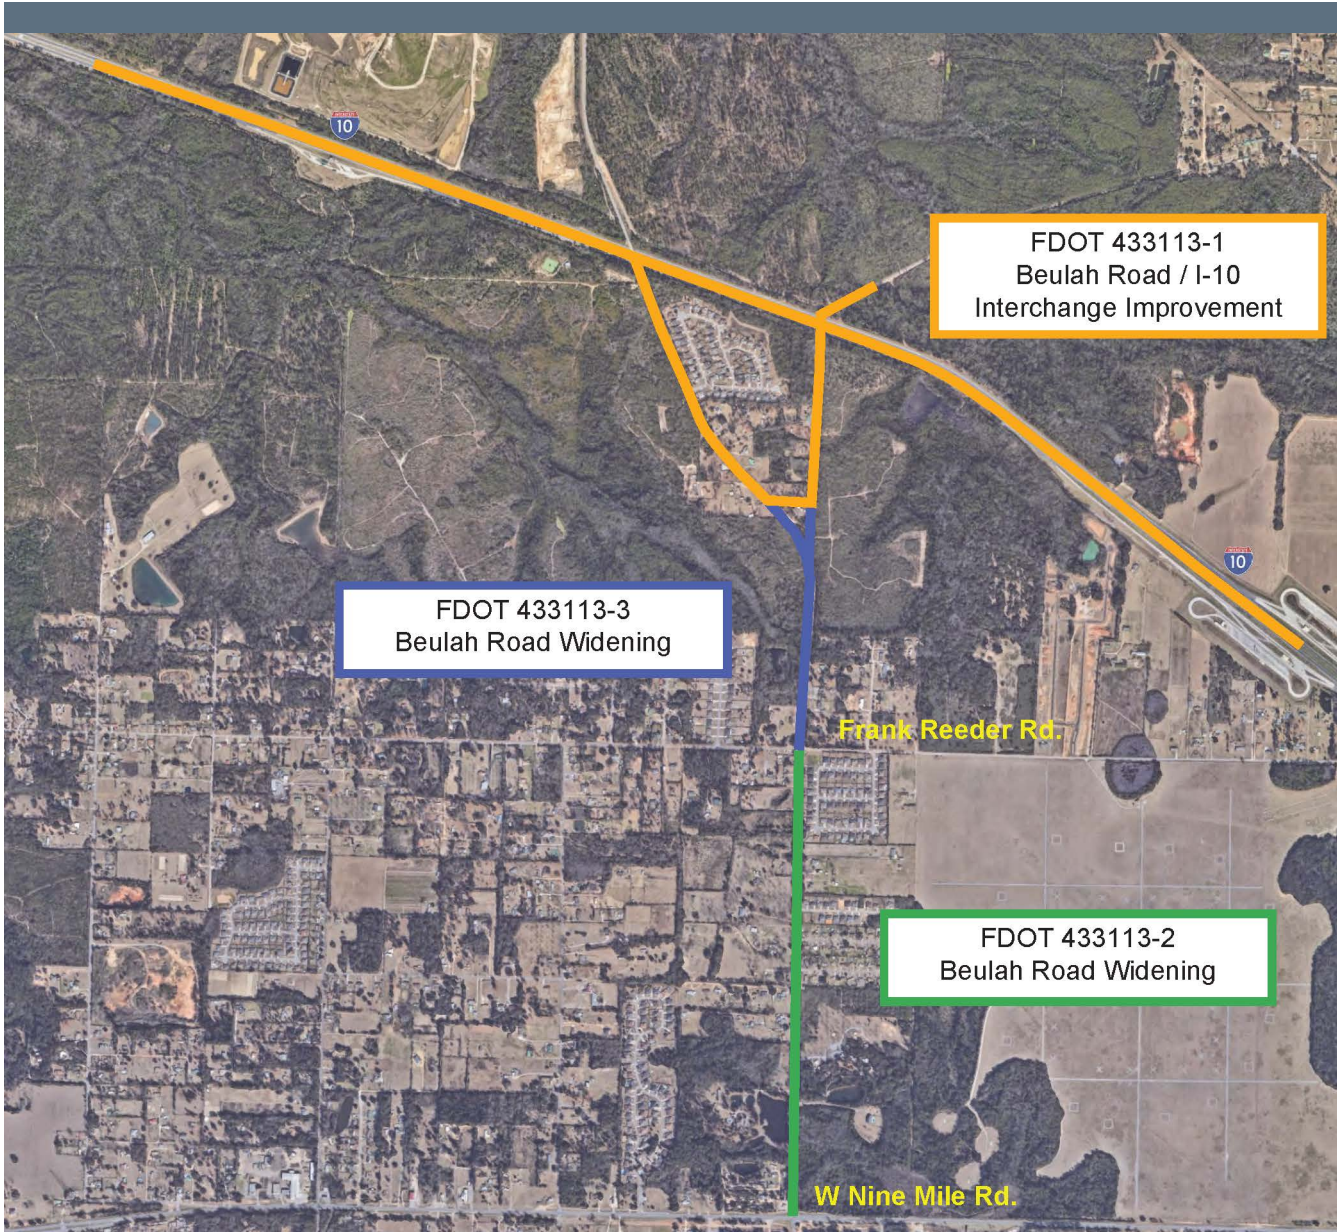 10
FDOT 433113-1
Beulah Road / I-10
Interchange Improvement
10
FDOT 433113-3
Beulah Road Widening
Frank Reeder Rd.
FDOT 433113-2
Beulah Road Widening
W Nine Mile Rd.